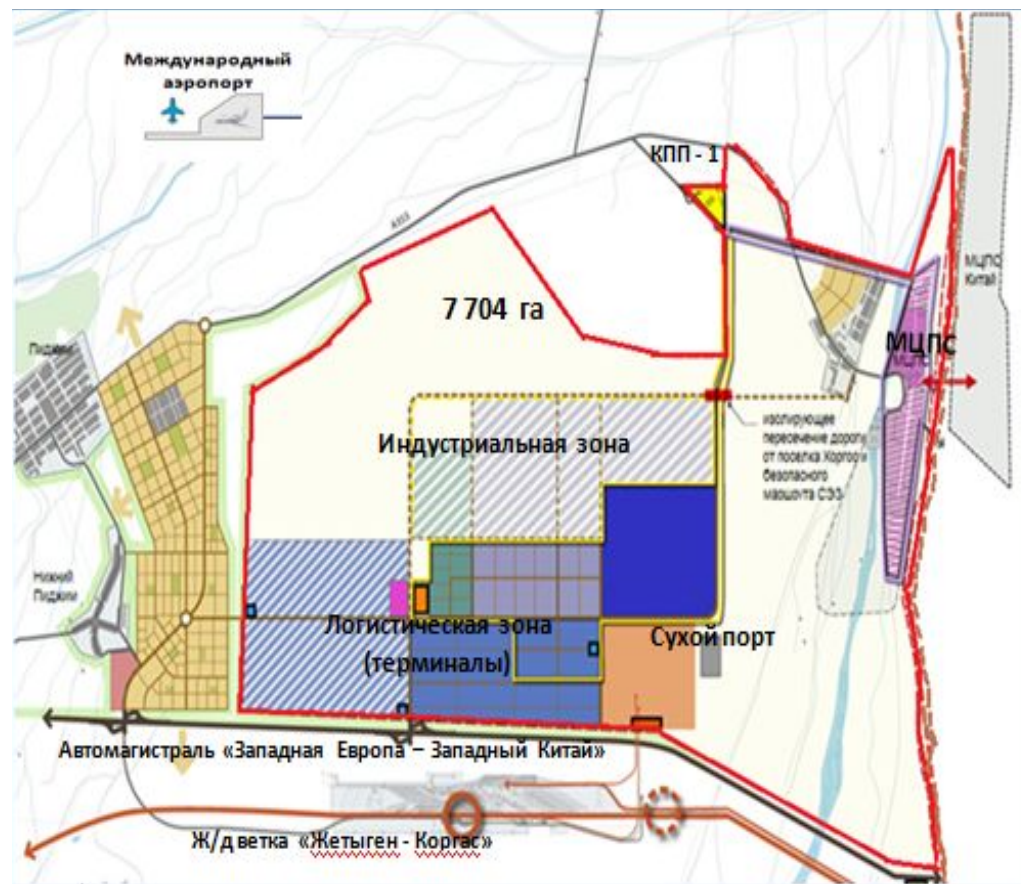 Международный
аэропорт
КПП - 1
А353
МЦПС
Китай
7 704 га
МЦПС
Пиджим
изолирующее
пересечение дороги
от поселка Хоргос и
безопасного
маршрута СЭЗ
Индустриальная зона
Нижний
Пиджим
Логистическая зона
(терминалы)
Сухой порт
Автомагистраль «Западная Европа – Западный Китай»
Ж/д ветка «Жетыген - Коргас»